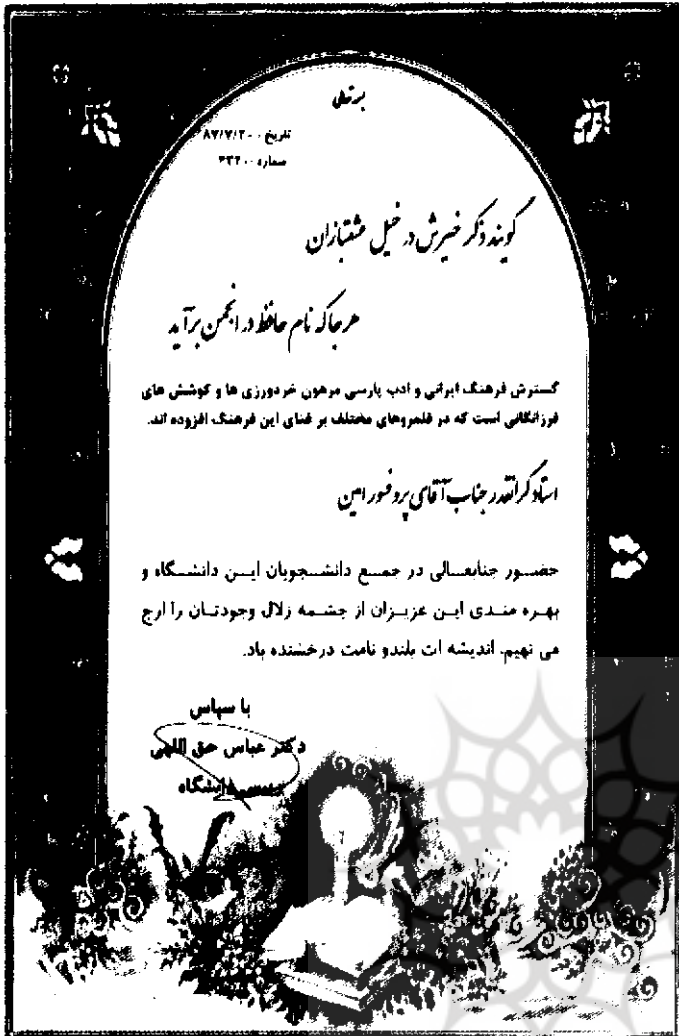 بسمه تعالی
تاریخ ۸۷/۷/۲۰۰
شماره ۴۳۲۰۰
گویند ذکر خیرش در خیل عشقبازان
هر جا که نام حافظ در انجمن برآید
گسترش فرهنگ ایرانی و ادب پارسی مرهون خردورزی ها و کوشش های
فرزانگانی است که در قلمروهای مختلف بر غنای این فرهنگ افزوده اند.
استاد گرانقدر جناب آقای پروفسور امین
حضور جنابعالی در جمع دانشجویان این دانشگاه و
بهره مندی این عزیزان از چشمه زلال وجودتان را ارج
می نهیم. اندیشه ات بلندو نامت درخشنده باد.
با سپاس
دکتر عباس حق اللهی
دانشگاه